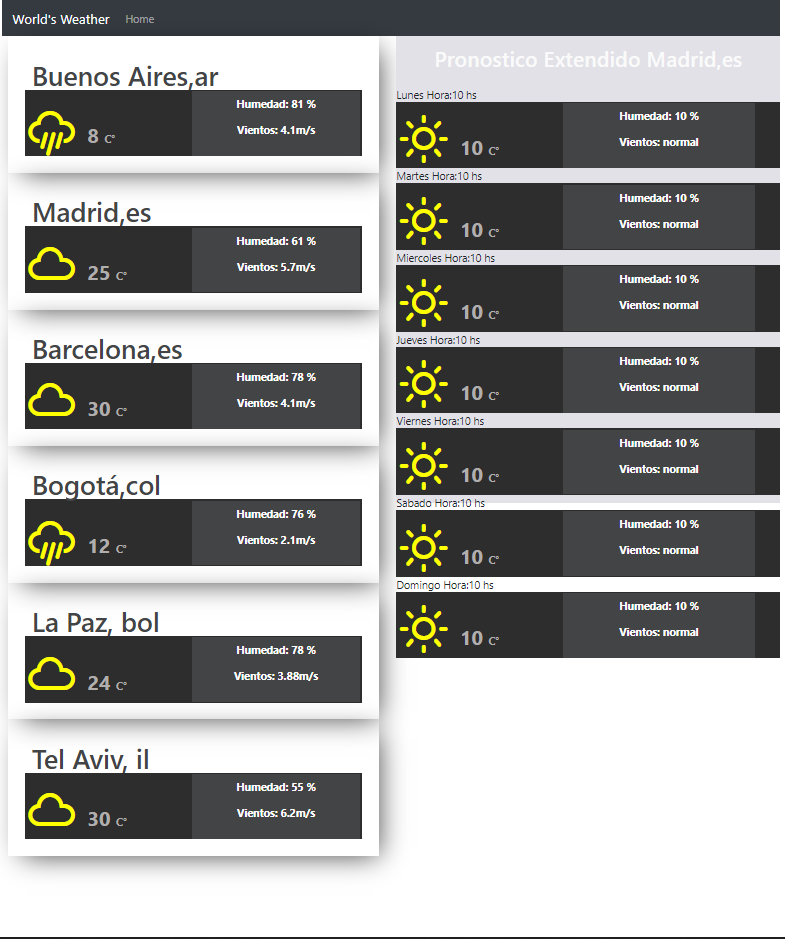 World's Weather Home
Buenos Aires,ar
Humedad: 81 %
8 C°
Vientos: 4.1m/s
Madrid,es
Humedad: 61 %
25 C°
Vientos: 5.7m/s
Barcelona,es
Humedad: 78 %
30 C°
Vientos: 4.1m/s
Bogotá,col
Humedad: 76 %
12 C°
Vientos: 2.1m/s
La Paz, bol
Humedad: 78 %
24 C°
Vientos: 3.88m/s
Tel Aviv, il
Humedad: 55 %
30 C°
Vientos: 6.2m/s
Pronostico Extendido Madrid,es
Lunes Hora:10 hs
Humedad: 10 %
10 C°
Vientos: normal
Martes Hora:10 hs
Humedad: 10 %
10 C°
Vientos: normal
Miercoles Hora:10 hs
Humedad: 10 %
10 C°
Vientos: normal
Jueves Hora:10 hs
Humedad: 10 %
10 C°
Vientos: normal
Viernes Hora:10 hs
Humedad: 10 %
10 C°
Vientos: normal
Sabado Hora:10 hs
Humedad: 10 %
10 C°
Vientos: normal
Domingo Hora:10 hs
Humedad: 10 %
10 C°
Vientos: normal